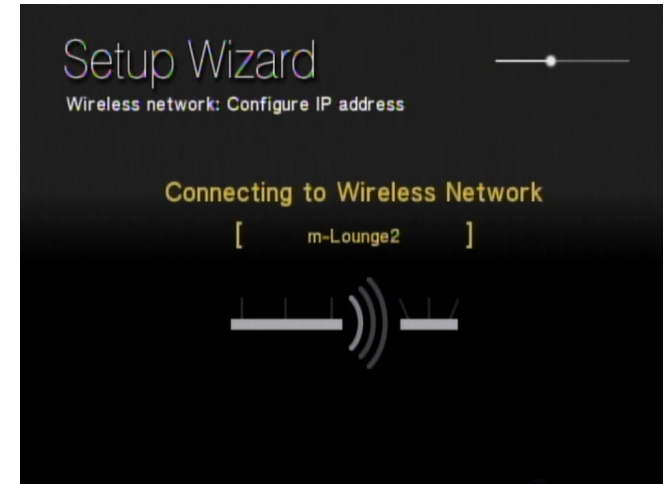 Setup Wizard
Wireless network: Configure IP address
Connecting to Wireless Network
[ m-Lounge2 ]